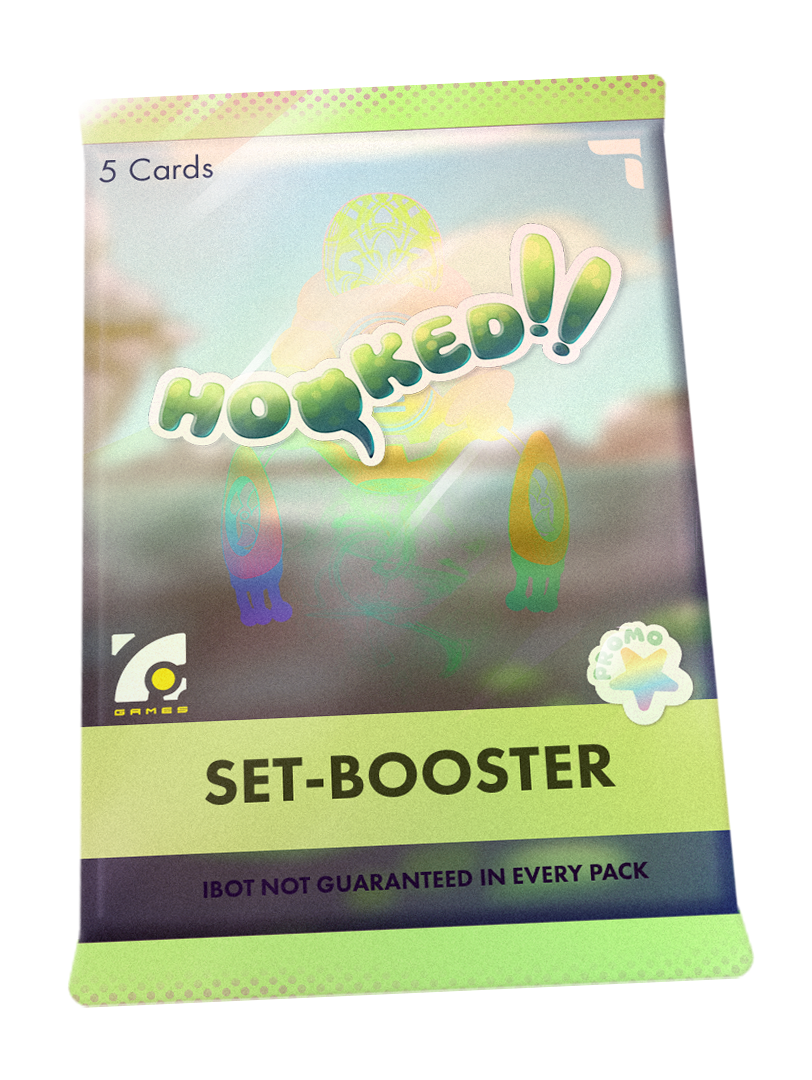 5 Cards
HOOKED!!
GAMES
PROMO
SET-BOOSTER
IBOT NOT GUARANTEED IN EVERY PACK